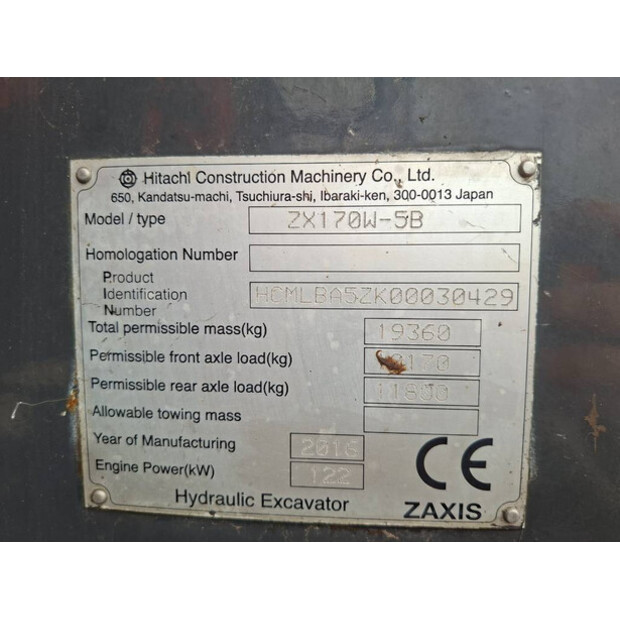 Hitachi Construction Machinery Co., Ltd.
650, Kandatsu-machi, Tsuchiura-shi, Ibaraki-ken, 300-0013 Japan
Model / type ZX170W-5B
Homologation Number
Product
Identification HCMLBA5ZK00030429
Number
Total permissible mass(kg) 19360
Permissible front axle load(kg)
Permissible rear axle load(kg)
Allowable towing mass
Year of Manufacturing 2016
Engine Power(kW) 122
CE
Hydraulic Excavator
ZAXIS